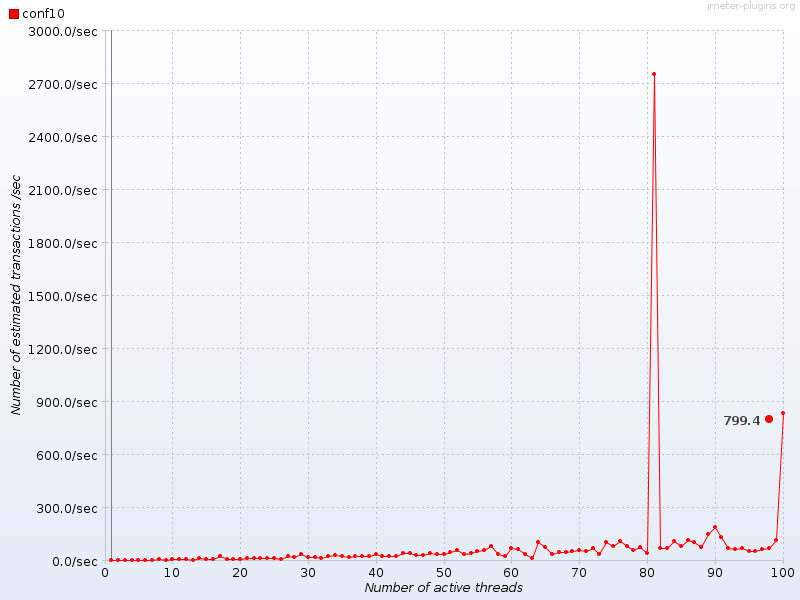 jmeter-plugins.org
conf10
3000.0/sec
2700.0/sec
2400.0/sec
2100.0/sec
1800.0/sec
1500.0/sec
1200.0/sec
900.0/sec
600.0/sec
300.0/sec
0.0/sec
Number of estimated transactions /sec
799.4
0 10 20 30 40 50 60 70 80 90 100
Number of active threads